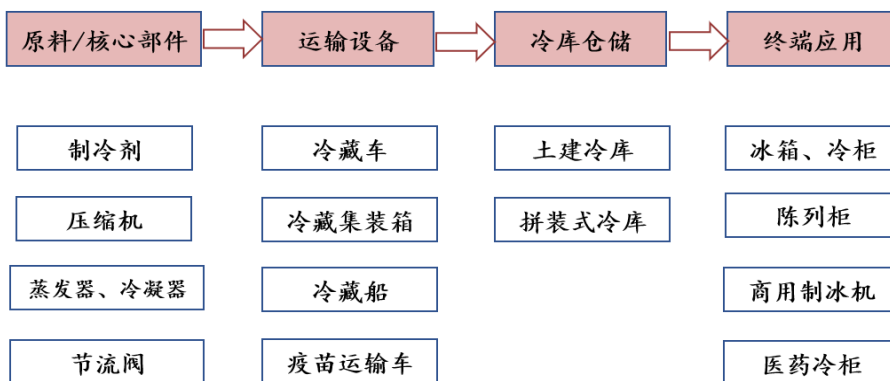 原料/核心部件
运输设备
冷库仓储
终端应用
制冷剂
冷藏车
土建冷库
冰箱、冷柜
压缩机
冷藏集装箱
拼装式冷库
陈列柜
蒸发器、冷凝器
冷藏船
商用制冰机
节流阀
疫苗运输车
医药冷柜